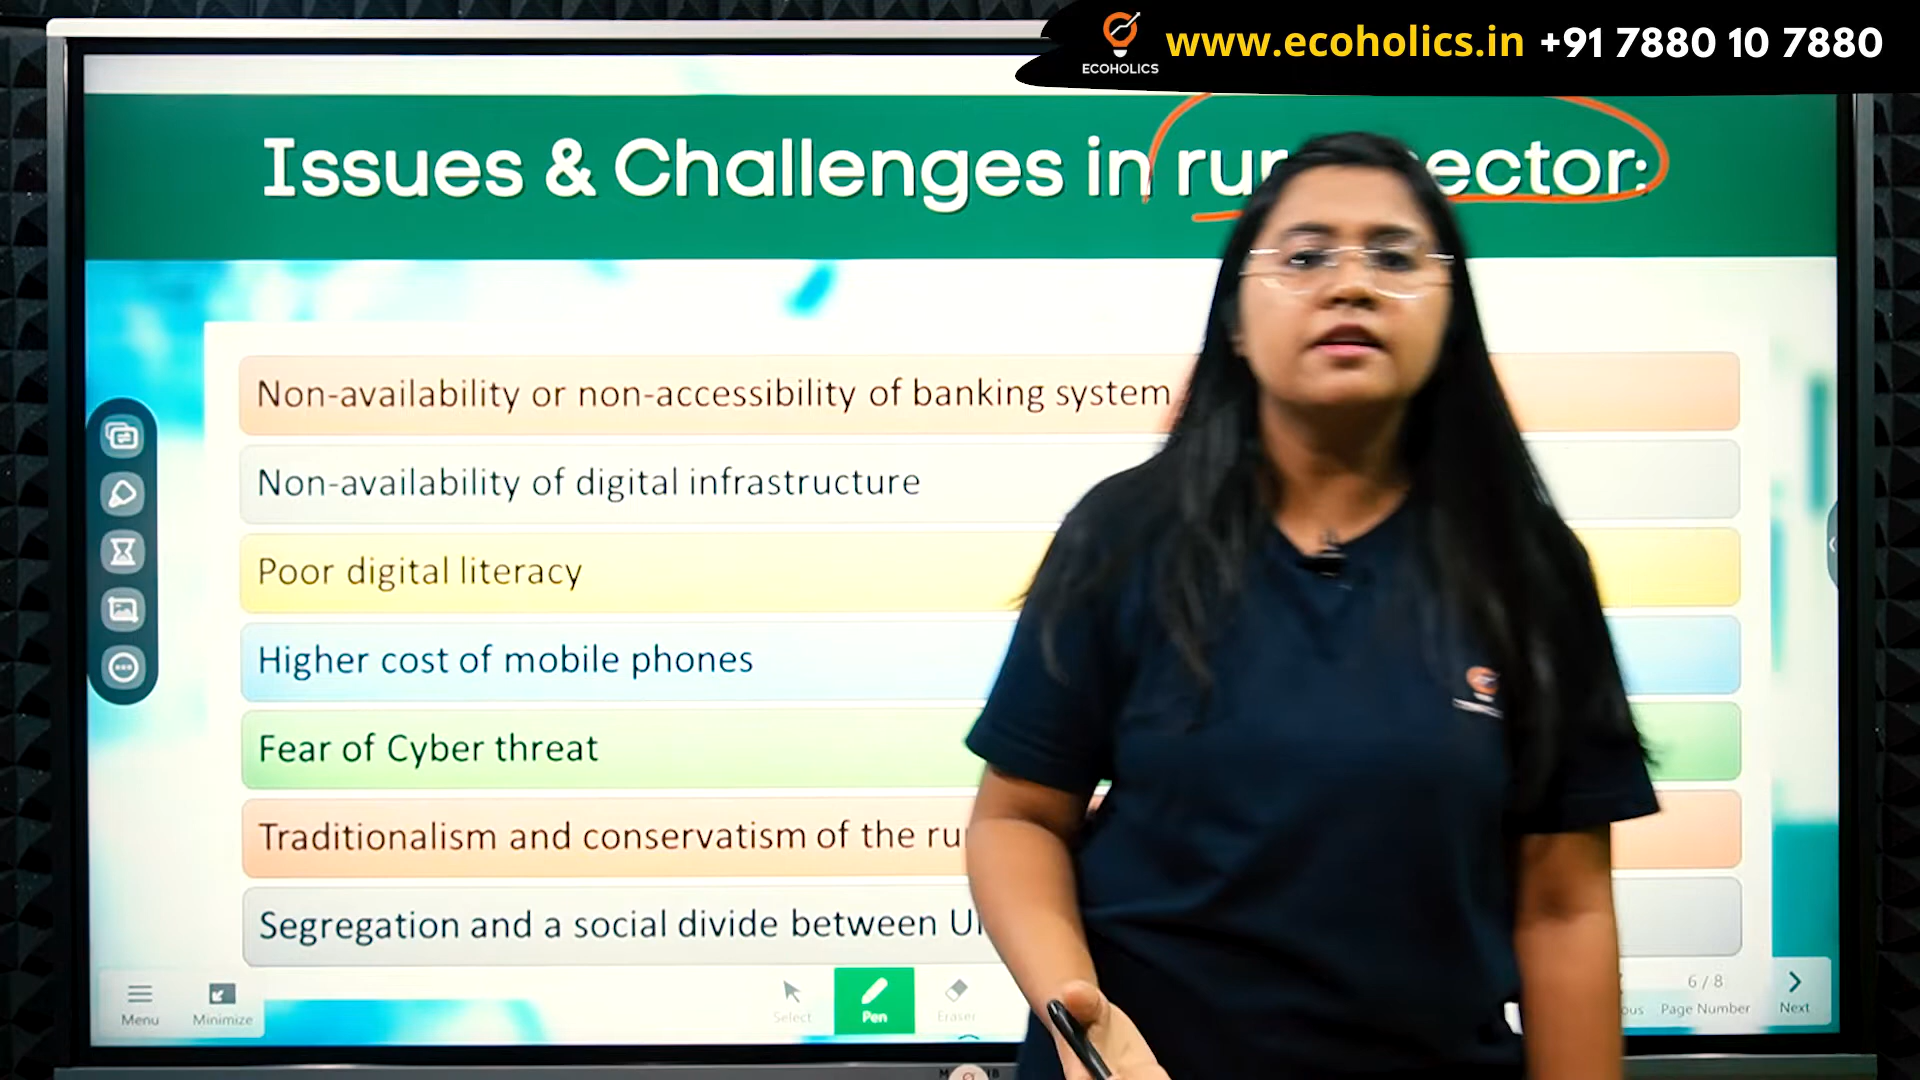 www.ecoholics.in +91 7880 10 7880
ECOHOLICS
Issues & Challenges in sector:
Non-availability or non-accessibility of banking system
Non-availability of digital infrastructure
Poor digital literacy
Higher cost of mobile phones
Fear of Cyber threat
Traditionalism and conservatism of the
Segregation and a social divide between
Menu
Minimize
Select
Pen
Eraser
6 / 8
Page Number
Next